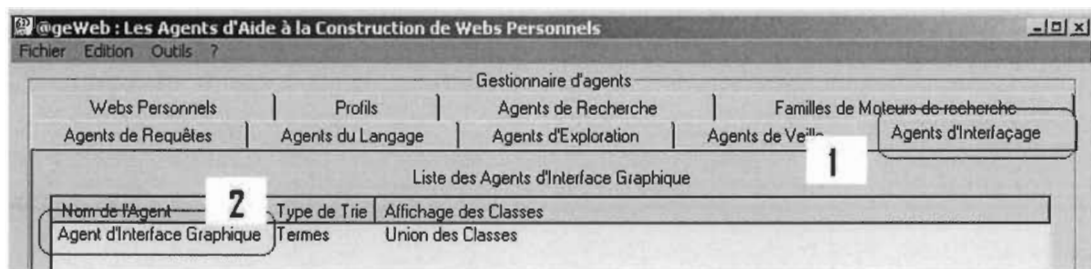 @geWeb : Les Agents d'Aide à la Construction de Webs Personnels
Fichier Edition Outils ?
Gestionnaire d'agents
Webs Personnels Profils Agents de Recherche Familles de Moteurs de recherche
Agents de Requêtes Agents du Langage Agents d'Exploration Agents de Veille Agents d'Interfaçage
1
Liste des Agents d'Interface Graphique
2
Nom de l'Agent Type de Trie Affichage des Classes
Agent d'Interface Graphique Termes Union des Classes